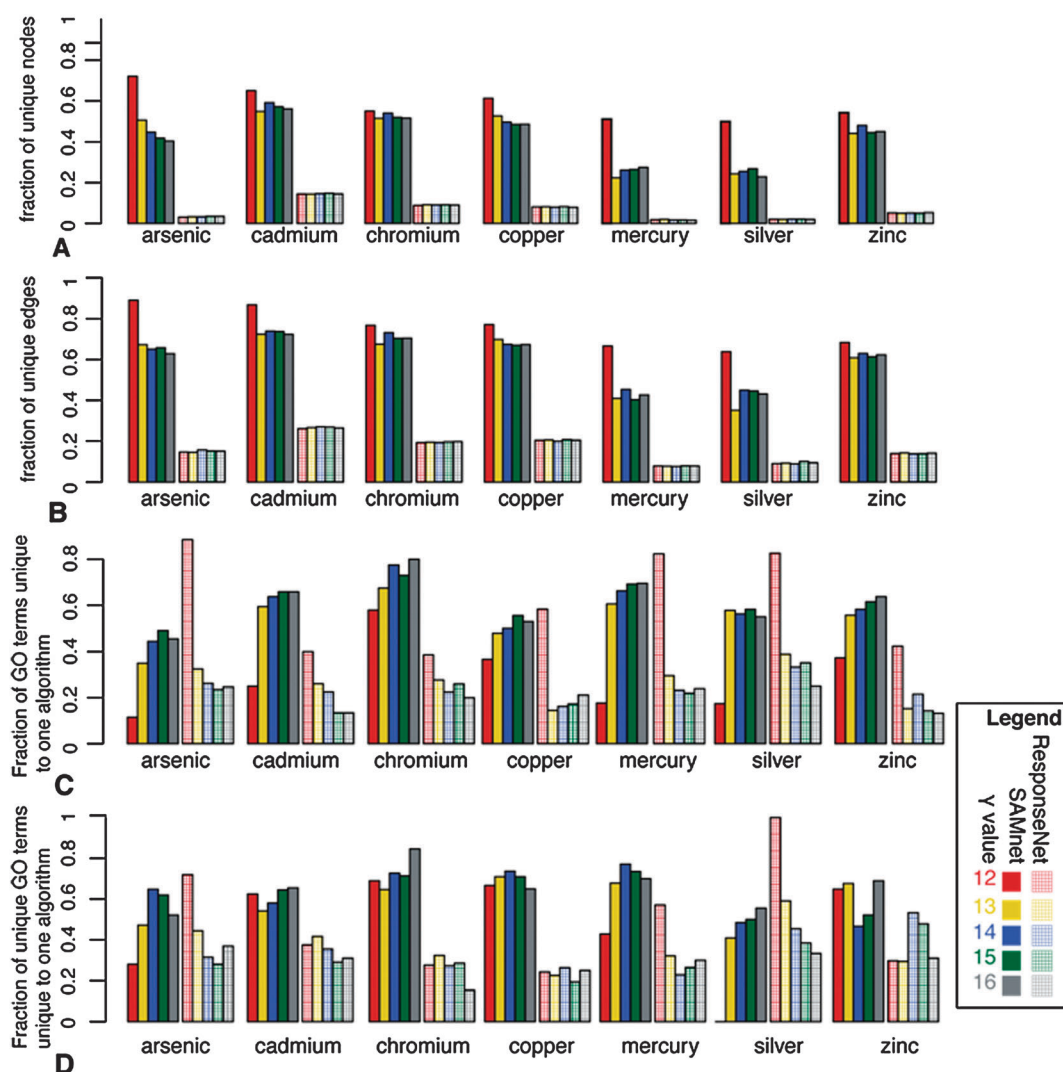 fraction of unique nodes
0 0.2 0.4 0.6 0.8 1
A
arsenic cadmium chromium copper mercury silver zinc
fraction of unique edges
0 0.2 0.4 0.6 0.8 1
B
arsenic cadmium chromium copper mercury silver zinc
Fraction of GO terms unique
to one algorithm
0 0.2 0.4 0.6 0.8
C
arsenic cadmium chromium copper mercury silver zinc
Fraction of unique GO terms
unique to one algorithm
0 0.2 0.4 0.6 0.8 1
D
arsenic cadmium chromium copper mercury silver zinc
Legend
ResponseNet
SAMnet
γ value
12
13
14
15
16